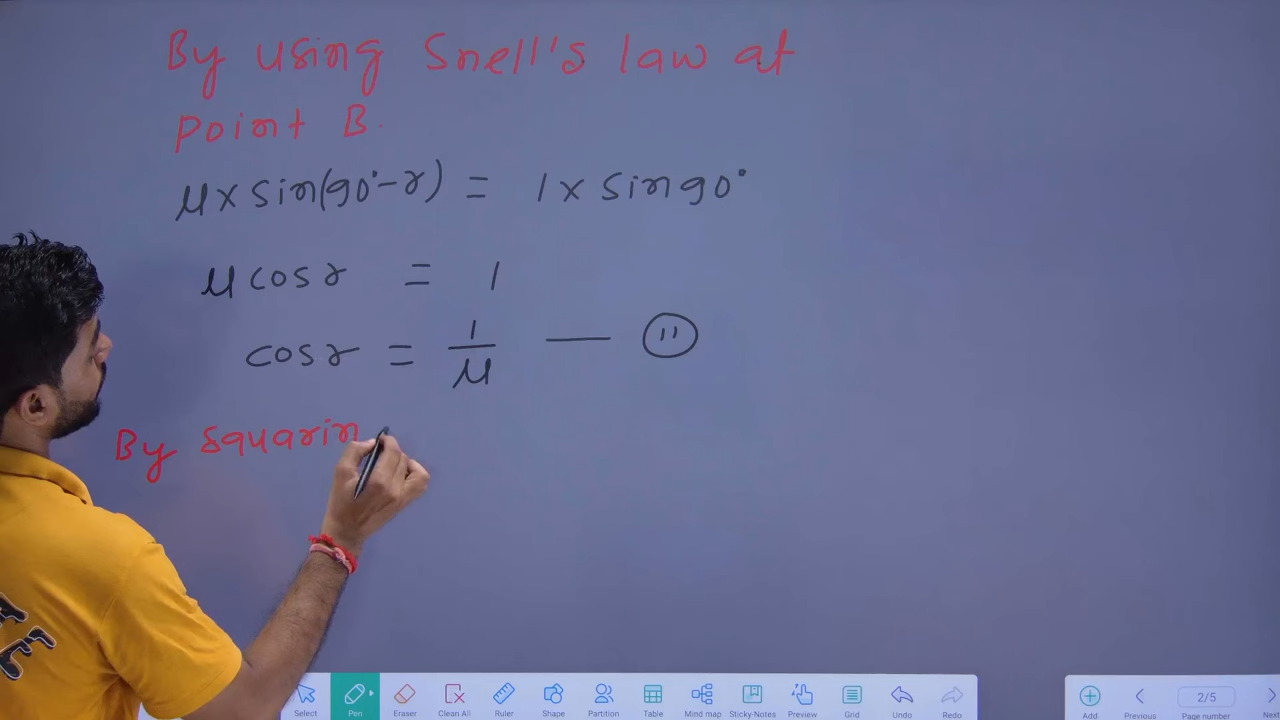 By using Snell's law at
Point B.
μ x sin(90°-r) = 1 x sin 90°
μ cos r = 1
cos r = 1/μ — (11)
By Squarin
Select Pen Eraser Clean All Ruler Shape Partition Table Mind map Sticky-Notes Preview Grid Undo Redo
Add Previous 2/5 Page number